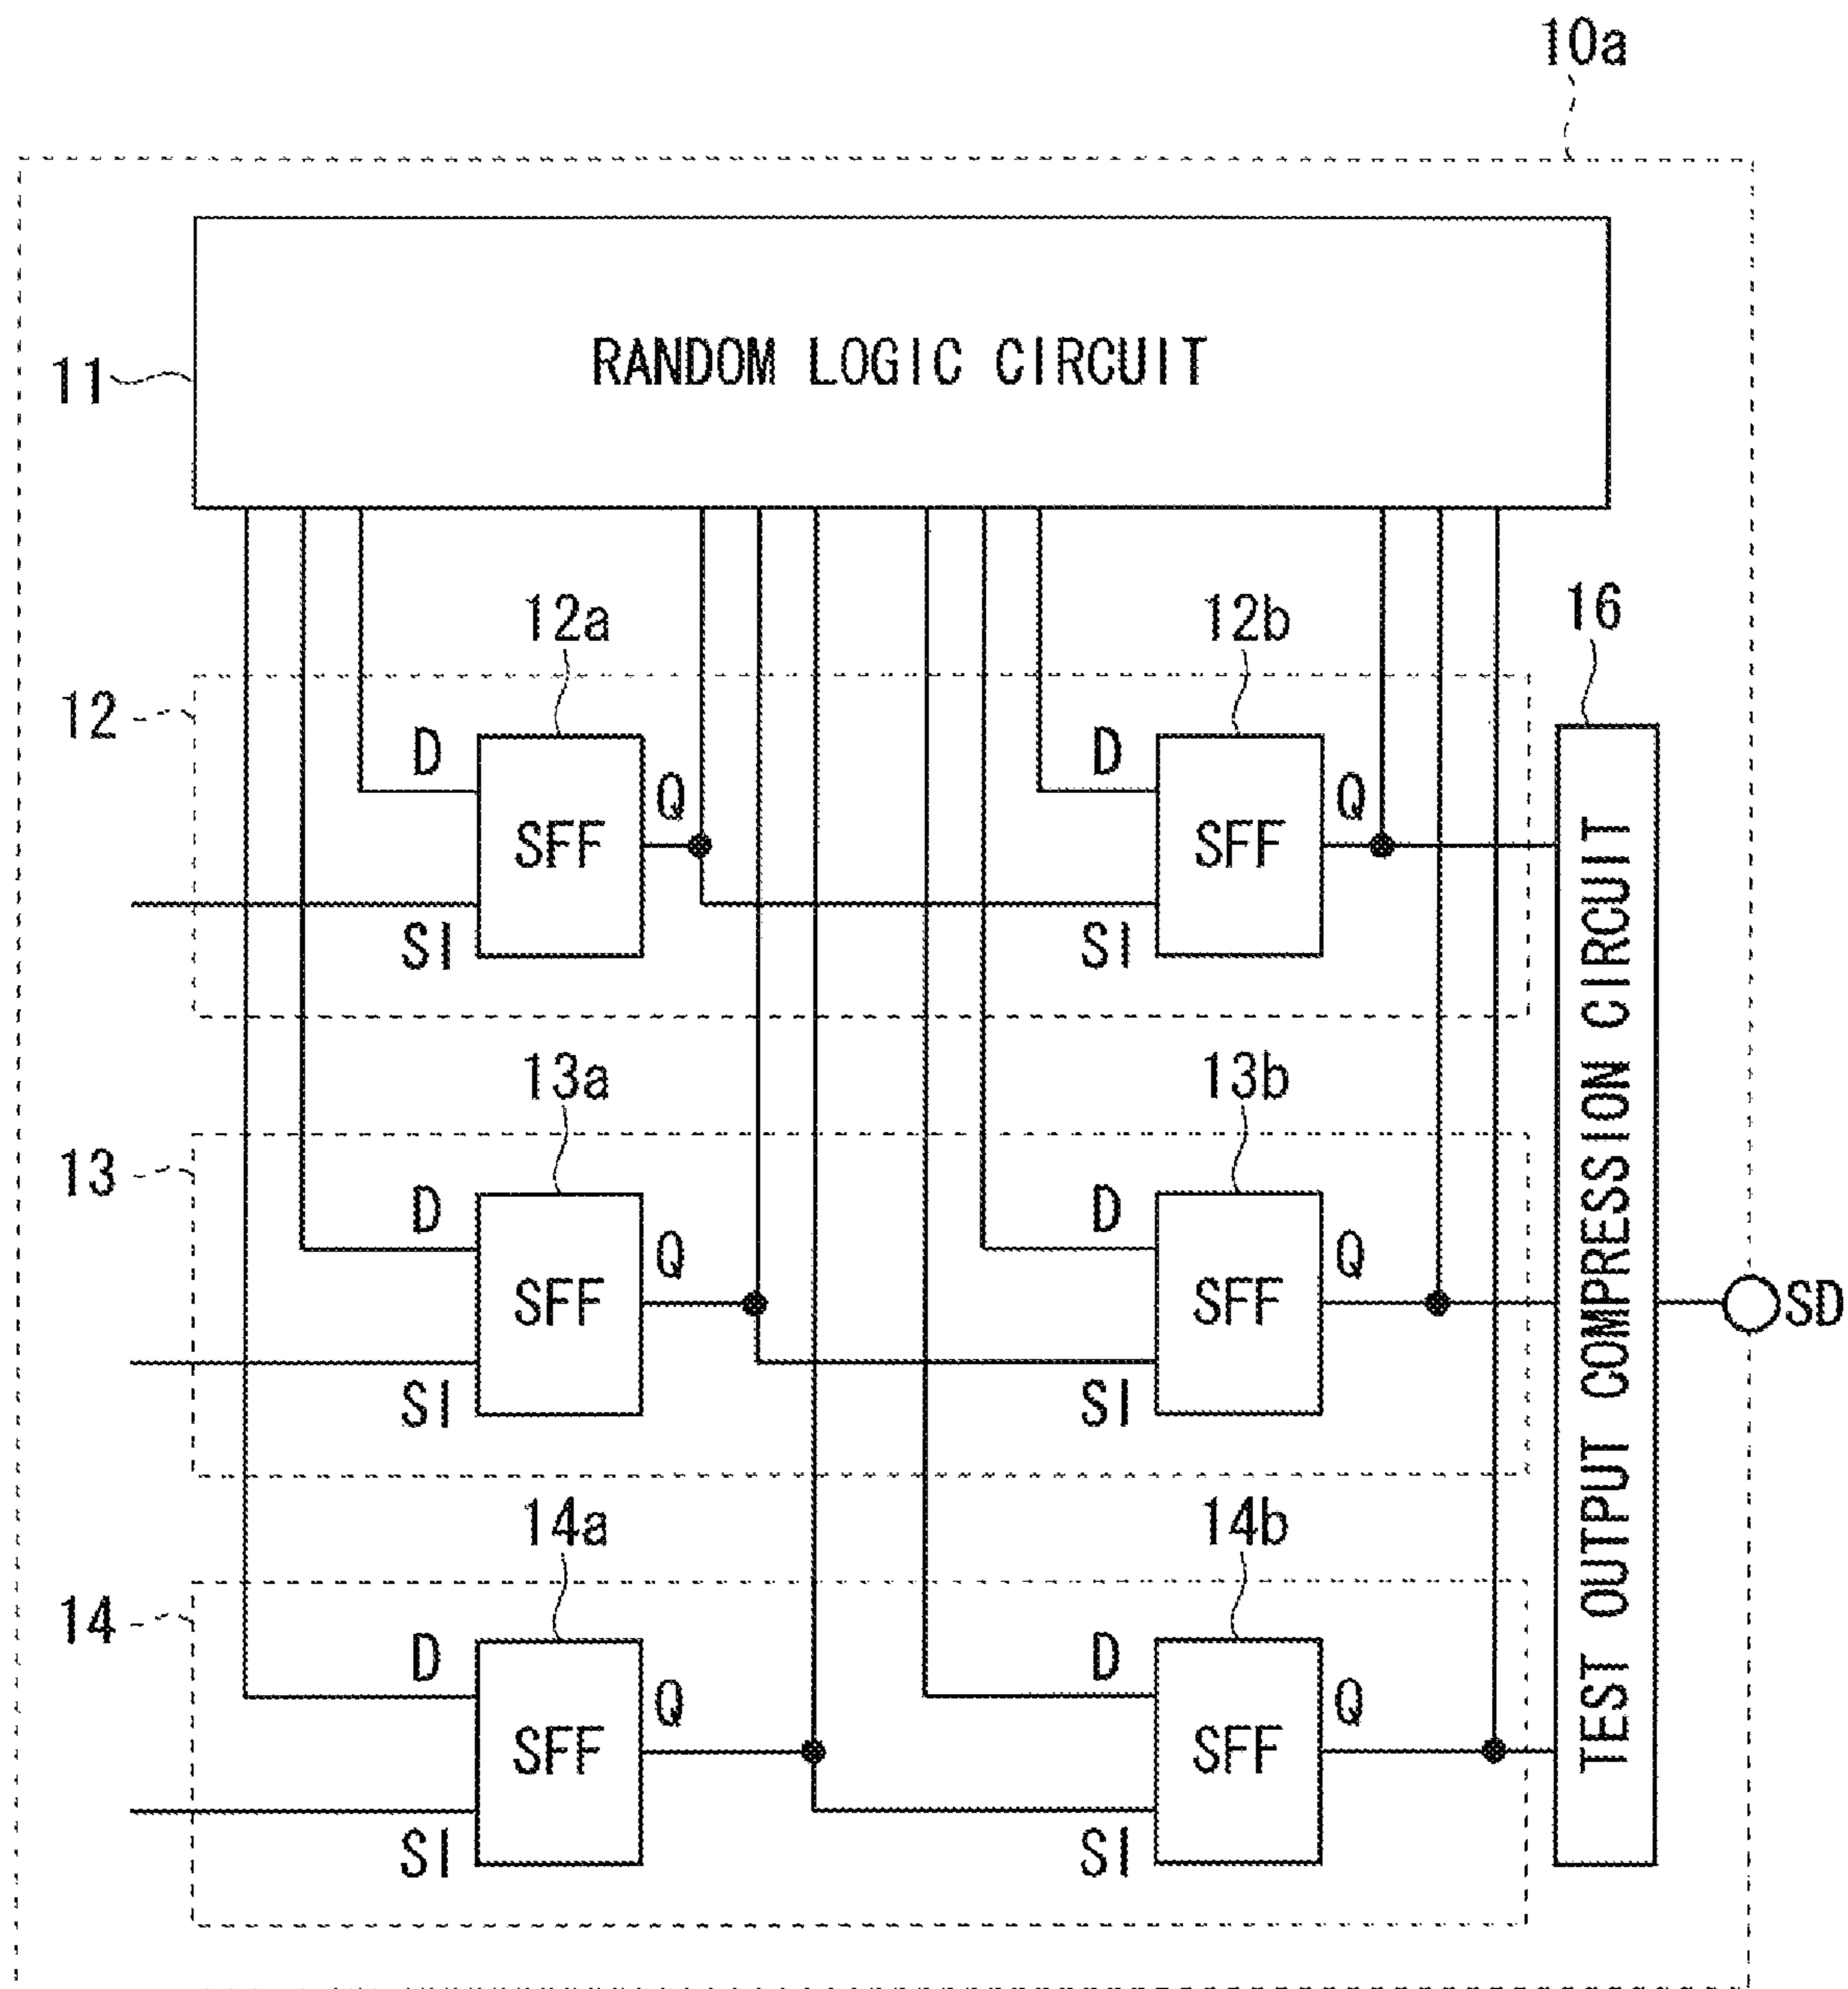 10a
RANDOM LOGIC CIRCUIT
11
12a
12b
16
12
D
SFF
Q
SI
D
SFF
Q
SI
13a
13b
13
D
SFF
Q
SI
D
SFF
Q
SI
TEST OUTPUT COMPRESSION CIRCUIT
SD
14a
14b
14
D
SFF
Q
SI
D
SFF
Q
SI